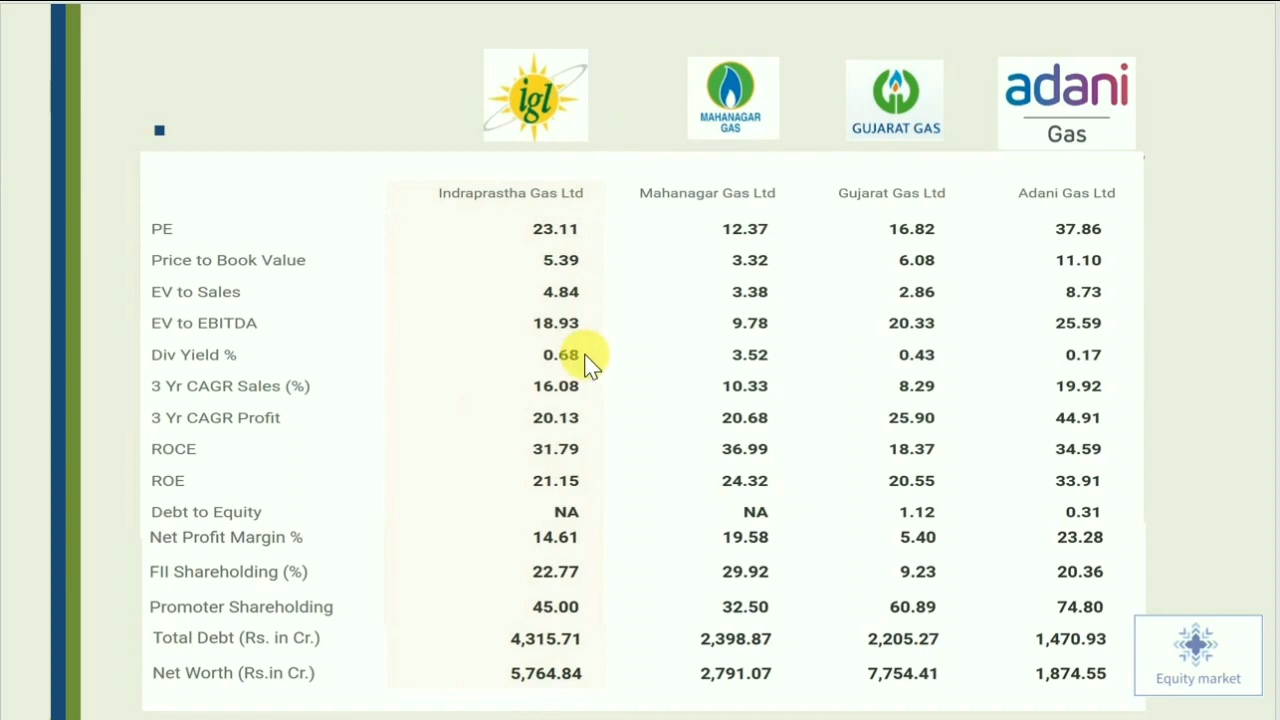 igl
MAHANAGAR
GAS
GUJARAT GAS
adani
Gas
Indraprastha Gas Ltd Mahanagar Gas Ltd Gujarat Gas Ltd Adani Gas Ltd
PE 23.11 12.37 16.82 37.86
Price to Book Value 5.39 3.32 6.08 11.10
EV to Sales 4.84 3.38 2.86 8.73
EV to EBITDA 18.93 9.78 20.33 25.59
Div Yield % 0.68 3.52 0.43 0.17
3 Yr CAGR Sales (%) 16.08 10.33 8.29 19.92
3 Yr CAGR Profit 20.13 20.68 25.90 44.91
ROCE 31.79 36.99 18.37 34.59
ROE 21.15 24.32 20.55 33.91
Debt to Equity NA NA 1.12 0.31
Net Profit Margin % 14.61 19.58 5.40 23.28
FII Shareholding (%) 22.77 29.92 9.23 20.36
Promoter Shareholding 45.00 32.50 60.89 74.80
Total Debt (Rs. in Cr.) 4,315.71 2,398.87 2,205.27 1,470.93
Net Worth (Rs.in Cr.) 5,764.84 2,791.07 7,754.41 1,874.55
Equity market